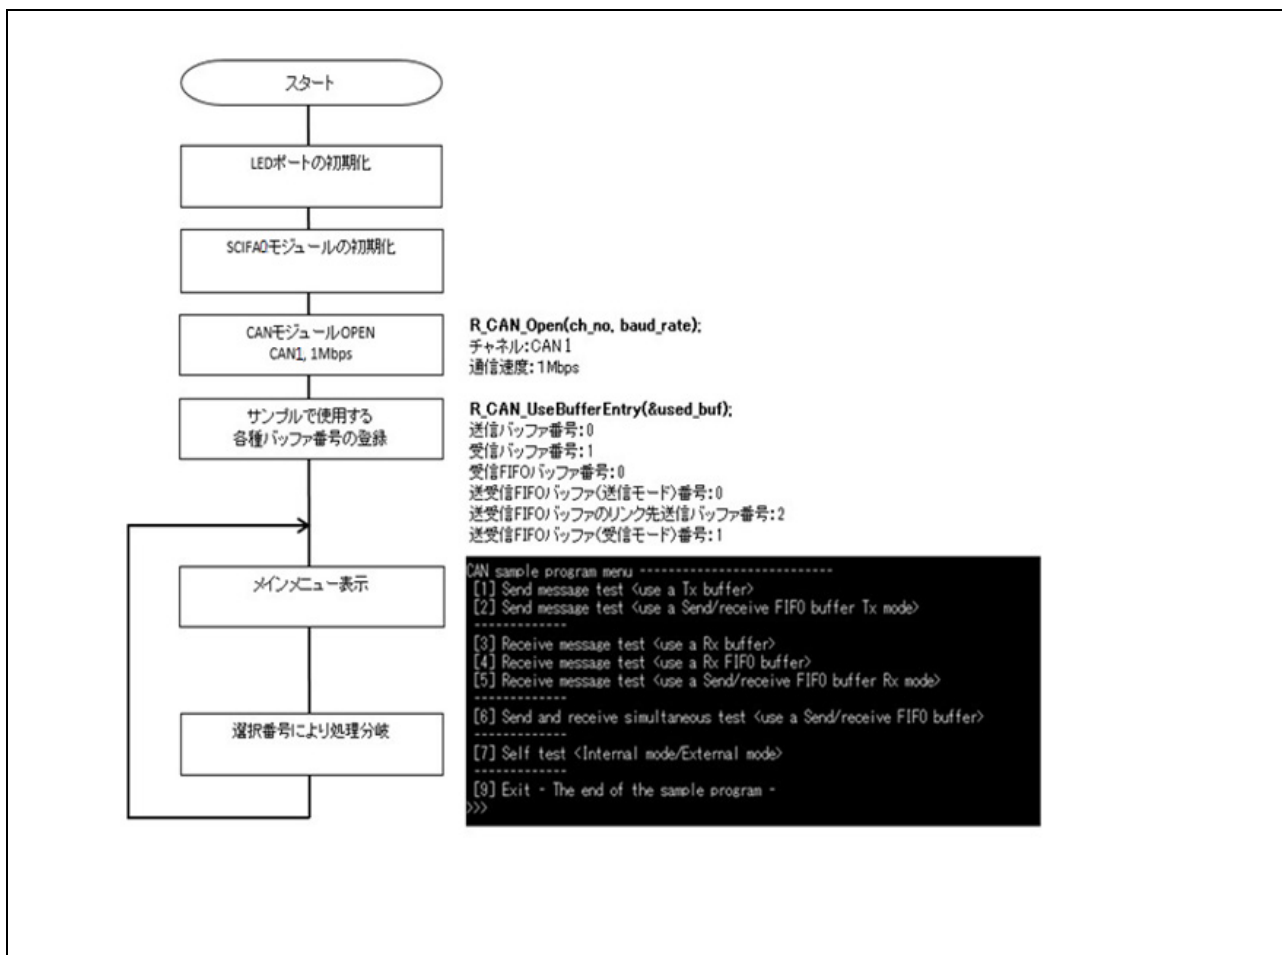 スタート
LEDポートの初期化
SCIFA0モジュールの初期化
CANモジュールOPEN
CAN1, 1Mbps
R_CAN_Open(ch_no, baud_rate);
チャネル:CAN1
通信速度:1Mbps
サンプルで使用する
各種バッファ番号の登録
R_CAN_UseBufferEntry(&used_buf);
送信バッファ番号:0
受信バッファ番号:1
受信FIFOバッファ番号:0
送受信FIFOバッファ(送信モード)番号:0
送受信FIFOバッファのリンク先送信バッファ番号:2
送受信FIFOバッファ(受信モード)番号:1
メインメニュー表示
選択番号により処理分岐
CAN sample program menu ---------------------------
[1] Send message test <use a Tx buffer>
[2] Send message test <use a Send/receive FIFO buffer Tx mode>
-------------
[3] Receive message test <use a Rx buffer>
[4] Receive message test <use a Rx FIFO buffer>
[5] Receive message test <use a Send/receive FIFO buffer Rx mode>
-------------
[6] Send and receive simultaneous test <use a Send/receive FIFO buffer>
-------------
[7] Self test <Internal mode/External mode>
-------------
[9] Exit - The end of the sample program -
>>>